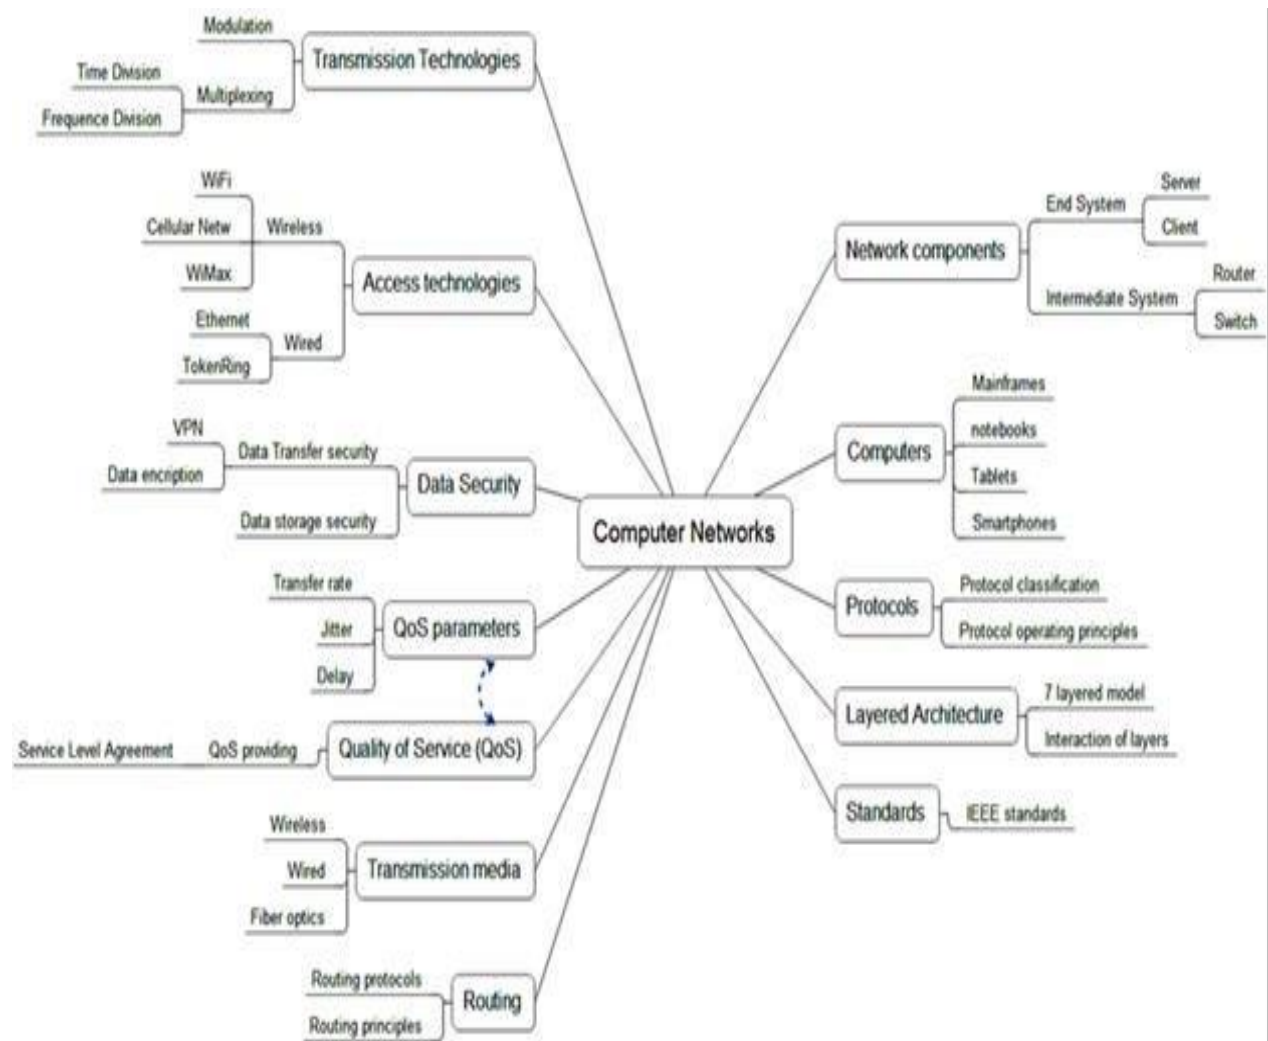 Computer Networks
Transmission Technologies
Modulation
Multiplexing
Time Division
Frequence Division
Access technologies
Wireless
WiFi
Cellular Netw
WiMax
Wired
Ethernet
TokenRing
Data Security
Data Transfer security
VPN
Data encription
Data storage security
QoS parameters
Transfer rate
Jitter
Delay
Quality of Service (QoS)
QoS providing
Service Level Agreement
Transmission media
Wireless
Wired
Fiber optics
Routing
Routing protocols
Routing principles
Network components
End System
Server
Client
Intermediate System
Router
Switch
Computers
Mainframes
notebooks
Tablets
Smartphones
Protocols
Protocol classification
Protocol operating principles
Layered Architecture
7 layered model
Interaction of layers
Standards
IEEE standards